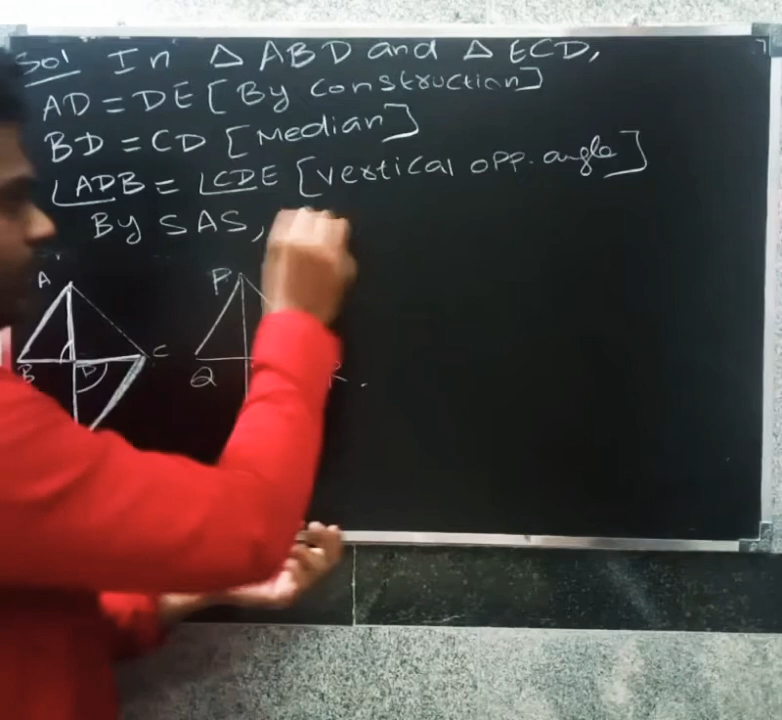 Sol In △ ABD and △ ECD,
AD = DE [By Construction]
BD = CD [Median]
∠ADB = ∠CDE [Vertical opp. angle]
By SAS,
A P
B D C Q R